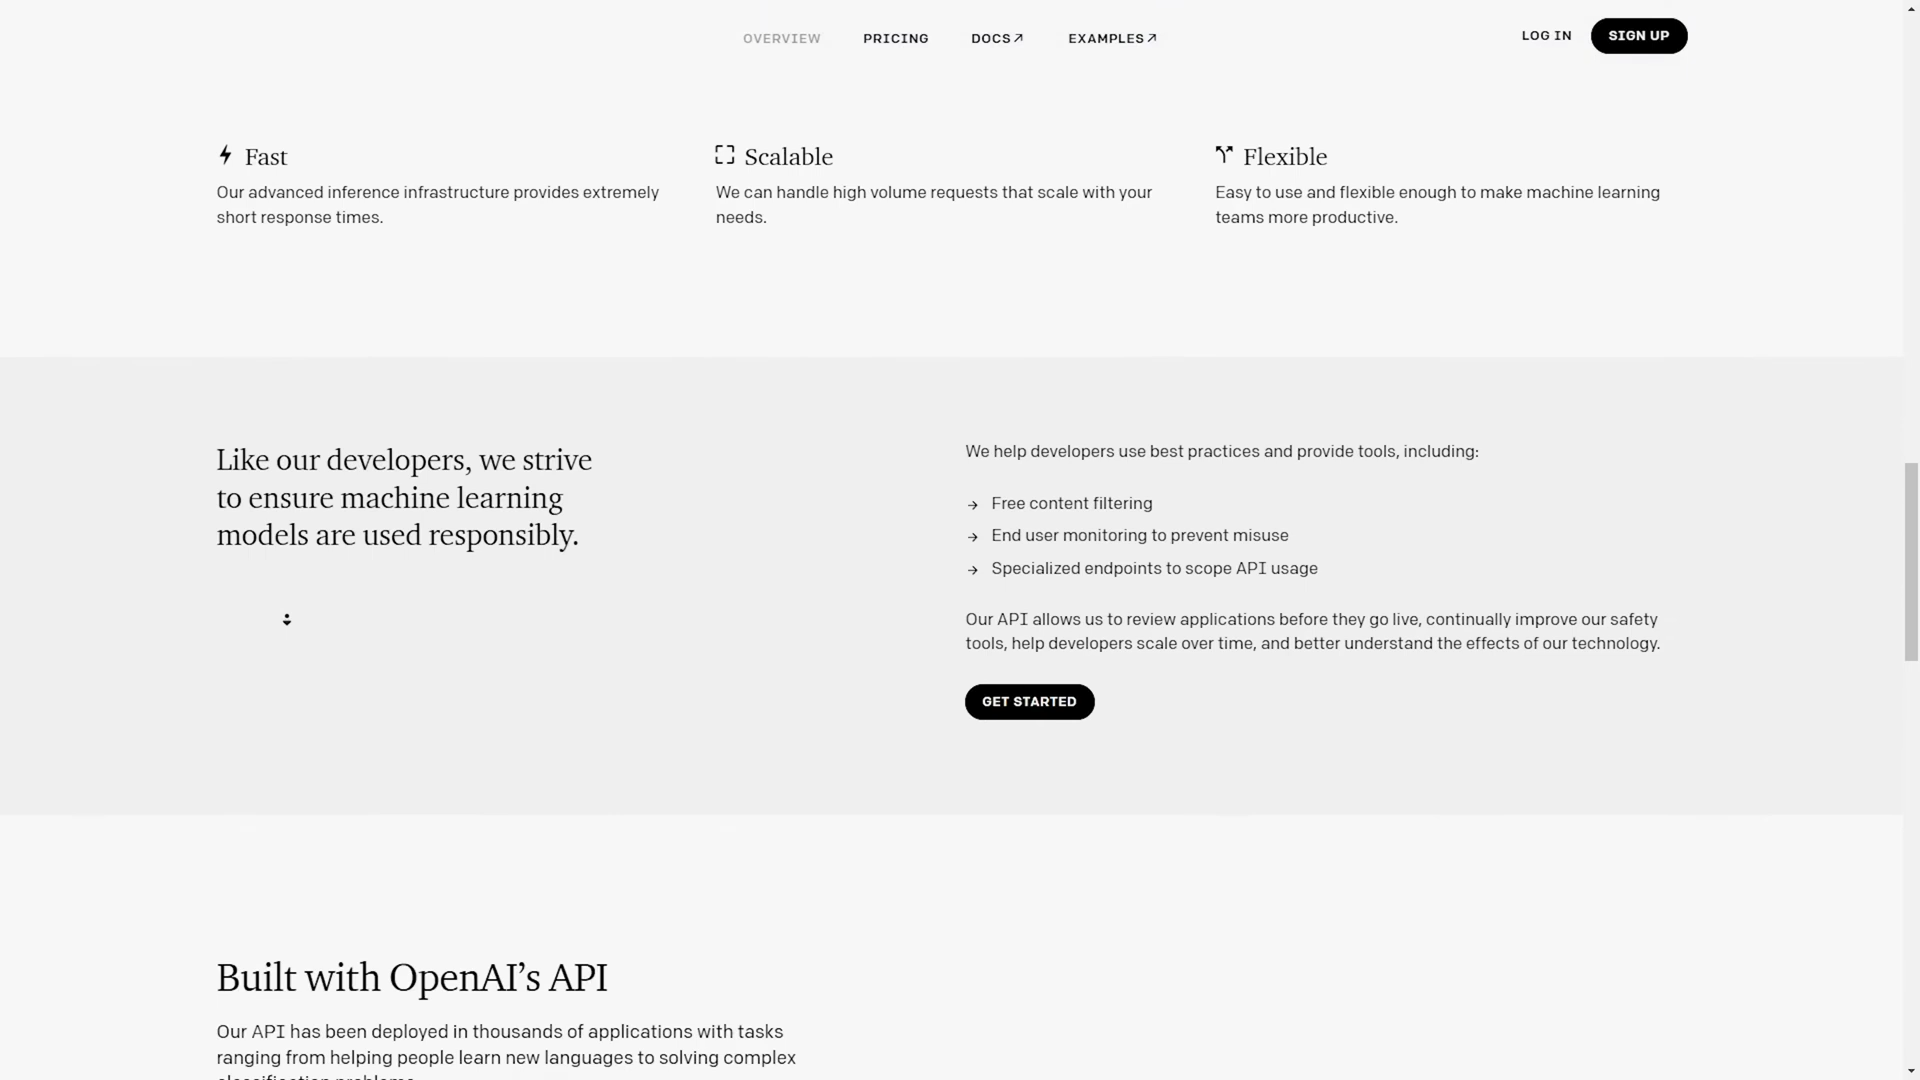 OVERVIEW PRICING DOCS↗ EXAMPLES↗ LOG IN SIGN UP
Fast
Our advanced inference infrastructure provides extremely
short response times.
Scalable
We can handle high volume requests that scale with your
needs.
Flexible
Easy to use and flexible enough to make machine learning
teams more productive.
Like our developers, we strive
to ensure machine learning
models are used responsibly.
We help developers use best practices and provide tools, including:
→ Free content filtering
→ End user monitoring to prevent misuse
→ Specialized endpoints to scope API usage
Our API allows us to review applications before they go live, continually improve our safety
tools, help developers scale over time, and better understand the effects of our technology.
GET STARTED
Built with OpenAI’s API
Our API has been deployed in thousands of applications with tasks
ranging from helping people learn new languages to solving complex
classification problems.